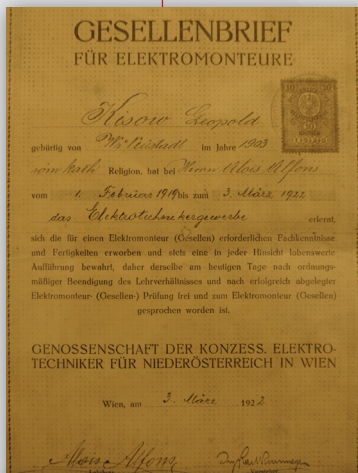 GESELLENBRIEF
FÜR ELEKTROMONTEURE
Kisow Leopold
gebürtig von Wr. Neustadt im Jahre 1903
röm. kath. Religion, hat bei Herrn Alois Alfons
vom 1. Februar 1919 bis zum 3. März 1922
das Elektrotechnikergewerbe erlernt,
sich die für einen Elektromonteur (Gesellen) erforderlichen Fachkenntnisse
und Fertigkeiten erworben und stets eine in jeder Hinsicht lobenswerte
Aufführung bewahrt, daher derselbe am heutigen Tage nach ordnungs-
mäßiger Beendigung des Lehrverhältnisses und nach erfolgreich abgelegter
Elektromonteur- (Gesellen-) Prüfung frei und zum Elektromonteur (Gesellen)
gesprochen worden ist.
GENOSSENSCHAFT DER KONZESS. ELEKTRO-
TECHNIKER FÜR NIEDERÖSTERREICH IN WIEN
Wien, am 3. März 1922
Alois Alfons